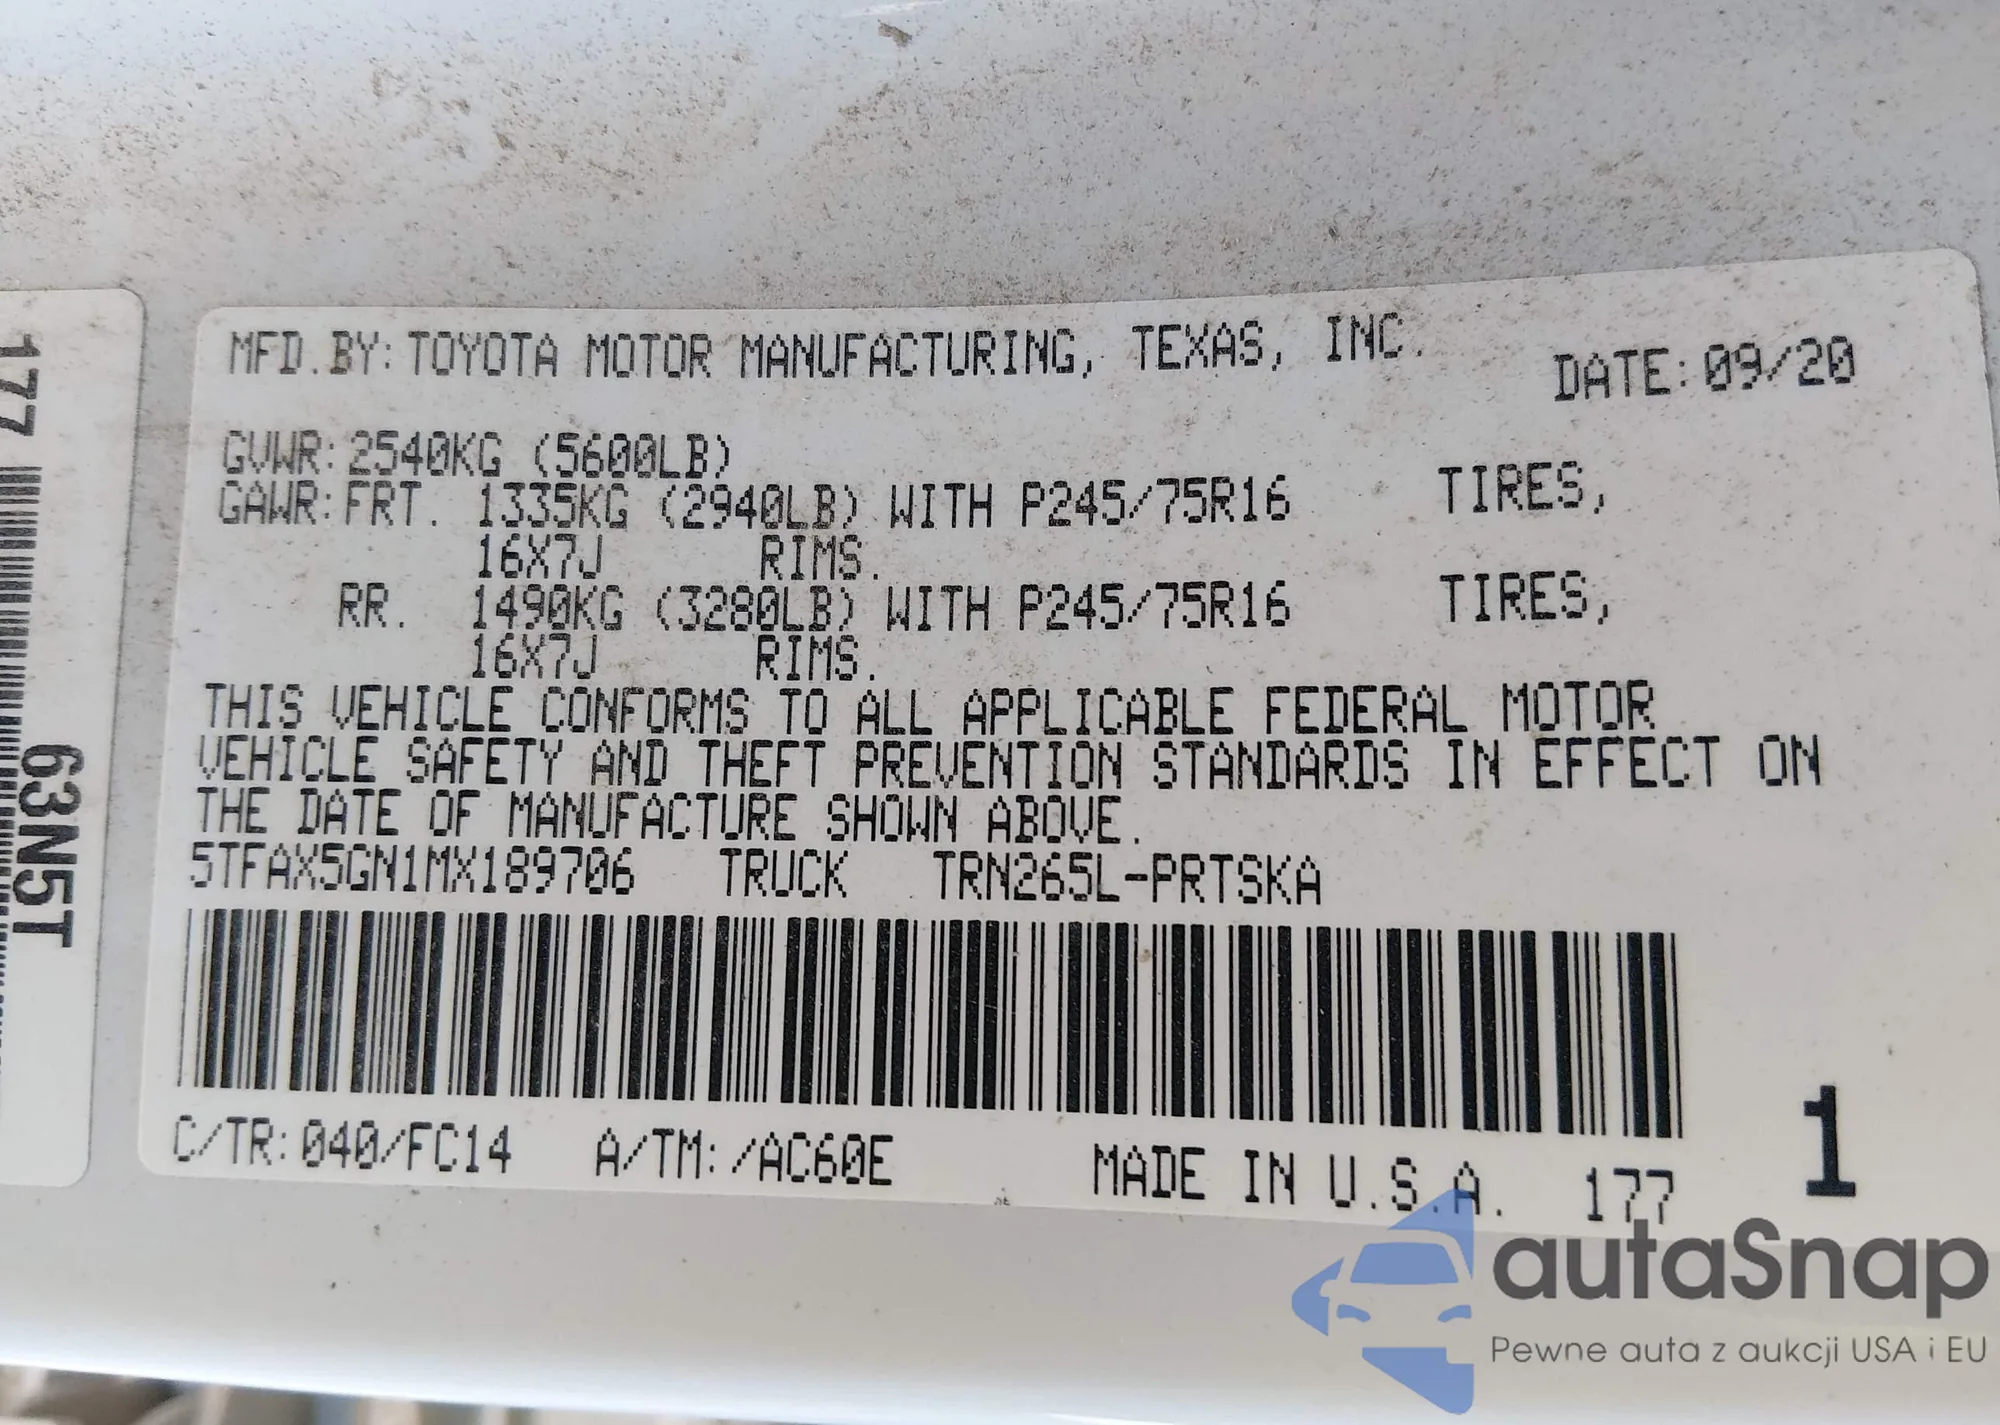 MFD.BY:TOYOTA MOTOR MANUFACTURING, TEXAS, INC.
DATE:09/20
GVWR:2540KG (5600LB)
GAWR:FRT. 1335KG (2940LB) WITH P245/75R16 TIRES,
16X7J RIMS.
RR. 1490KG (3280LB) WITH P245/75R16 TIRES,
16X7J RIMS.
THIS VEHICLE CONFORMS TO ALL APPLICABLE FEDERAL MOTOR
VEHICLE SAFETY AND THEFT PREVENTION STANDARDS IN EFFECT ON
THE DATE OF MANUFACTURE SHOWN ABOVE.
5TFAX5GN1MX189706 TRUCK TRN265L-PRTSKA
C/TR:040/FC14 A/TM:/AC60E MADE IN U.S.A. 177
1
177
63N5T
autaSnap
Pewne auta z aukcji USA i EU